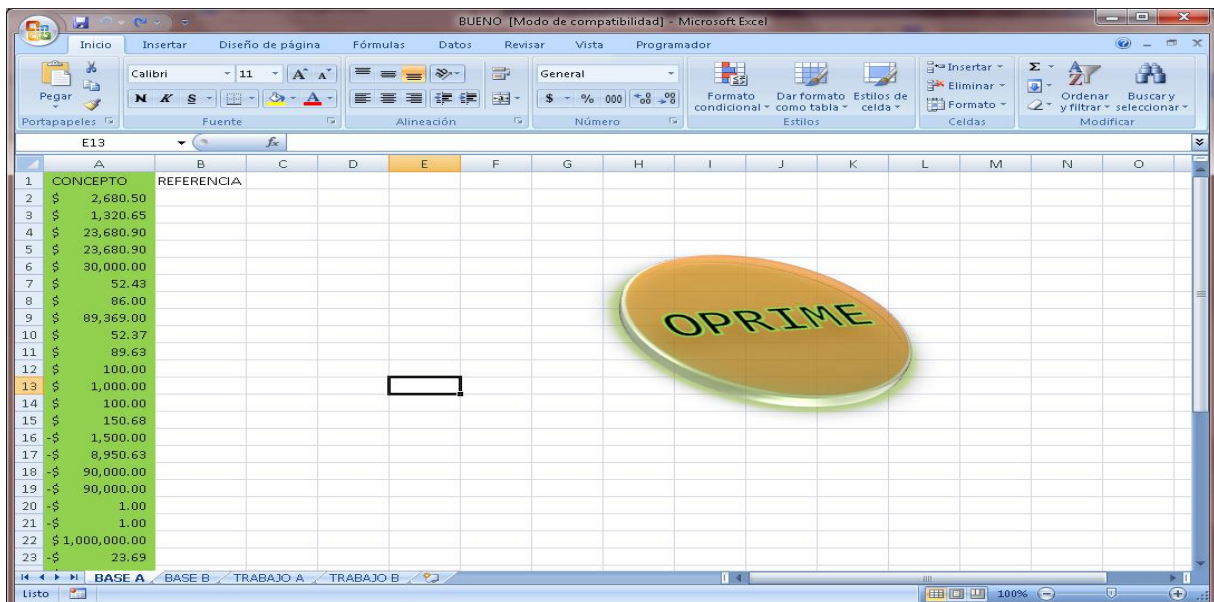 BUENO [Modo de compatibilidad] - Microsoft Excel
Inicio Insertar Diseño de página Fórmulas Datos Revisar Vista Programador
Pegar
Calibri 11 A A
N K S A
General
$ % 000
Formato condicional
Dar formato como tabla
Estilos de celda
Insertar
Eliminar
Formato
Σ
Ordenar y filtrar
Buscar y seleccionar
Portapapeles Fuente Alineación Número Estilos Celdas Modificar
E13 fx
A B C D E F G H I J K L M N O
1 CONCEPTO REFERENCIA
2 $ 2,680.50
3 $ 1,320.65
4 $ 23,680.90
5 $ 23,680.90
6 $ 30,000.00
7 $ 52.43
8 $ 86.00
9 $ 89,369.00
10 $ 52.37
11 $ 89.63
12 $ 100.00
13 $ 1,000.00
14 $ 100.00
15 $ 150.68
16 -$ 1,500.00
17 -$ 8,950.63
18 -$ 90,000.00
19 -$ 90,000.00
20 -$ 1.00
21 -$ 1.00
22 $ 1,000,000.00
23 -$ 23.69
OPRIME
BASE A BASE B TRABAJO A TRABAJO B
Listo 100%